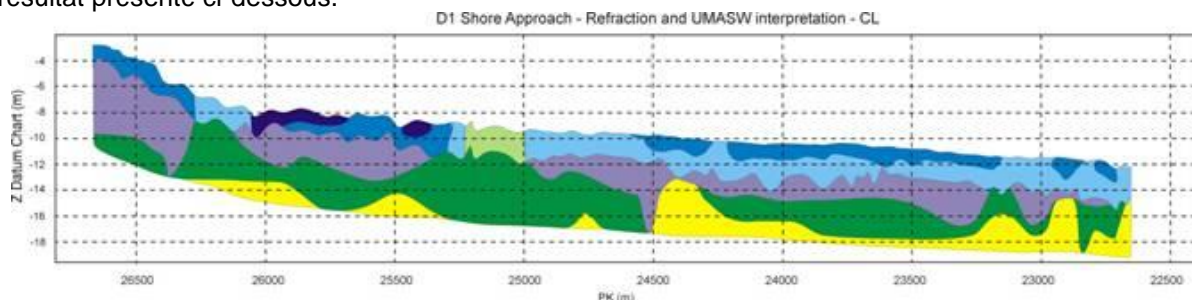 résultat présenté ci-dessous.
D1 Shore Approach - Refraction and UMASW interpretation - CL
Z Datum Chart (m)
-4
-6
-8
-10
-12
-14
-16
-18
26500 26000 25500 25000 24500 24000 23500 23000 22500
PK (m)